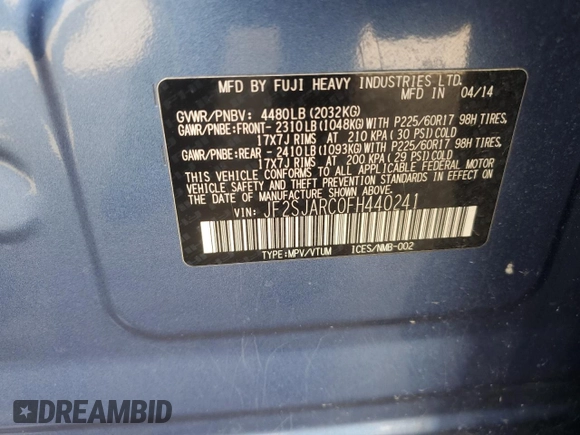 MFD BY FUJI HEAVY INDUSTRIES LTD.
MFD IN 04/14
GVWR/PNBV: 4480LB(2032KG)
GAWR/PNBE:FRONT-2310LB(1048KG)WITH P225/60R17 98H TIRES,
17X7J RIMS AT 210 KPA(30 PSI)COLD
GAWR/PNBE:REAR -2410LB(1093KG)WITH P225/60R17 98H TIRES,
17X7J RIMS AT 200 KPA(29 PSI)COLD
THIS VEHICLE CONFORMS TO ALL APPLICABLE FEDERAL MOTOR
VEHICLE SAFETY AND THEFT PREVENTION STANDARDS IN EFFECT ON
THE DATE OF MANUFACTURE SHOWN ABOVE.
VIN: JF2SJARC0FH440241
TYPE:MPV/VTUM ICES/NMB-002
DREAMBID